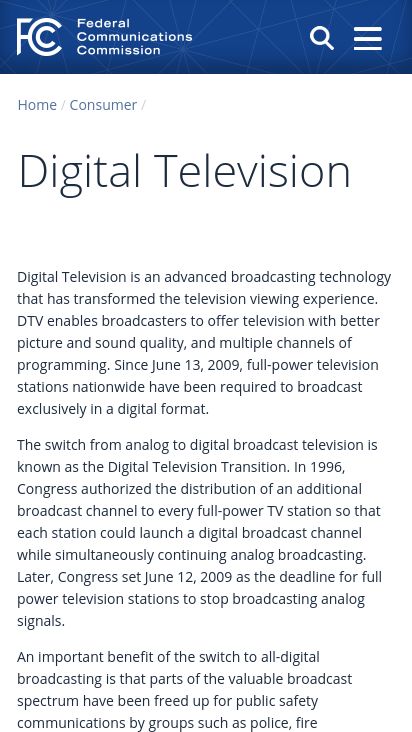 FCC
Federal
Communications
Commission
Home / Consumer /
Digital Television
Digital Television is an advanced broadcasting technology
that has transformed the television viewing experience.
DTV enables broadcasters to offer television with better
picture and sound quality, and multiple channels of
programming. Since June 13, 2009, full-power television
stations nationwide have been required to broadcast
exclusively in a digital format.
The switch from analog to digital broadcast television is
known as the Digital Television Transition. In 1996,
Congress authorized the distribution of an additional
broadcast channel to every full-power TV station so that
each station could launch a digital broadcast channel
while simultaneously continuing analog broadcasting.
Later, Congress set June 12, 2009 as the deadline for full
power television stations to stop broadcasting analog
signals.
An important benefit of the switch to all-digital
broadcasting is that parts of the valuable broadcast
spectrum have been freed up for public safety
communications by groups such as police, fire